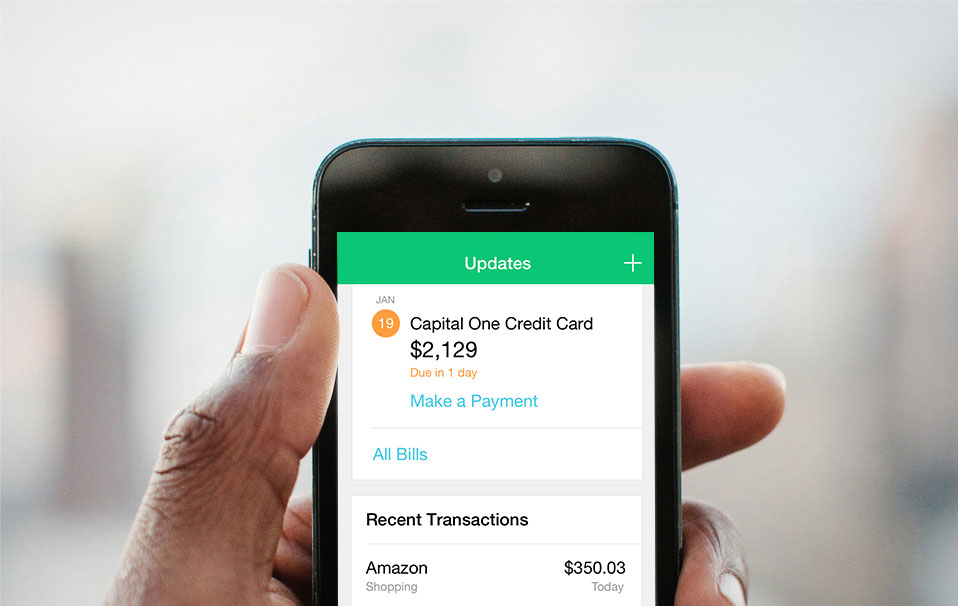 Updates
JAN
19
Capital One Credit Card
$2,129
Due in 1 day
Make a Payment
All Bills
Recent Transactions
Amazon $350.03
Shopping Today